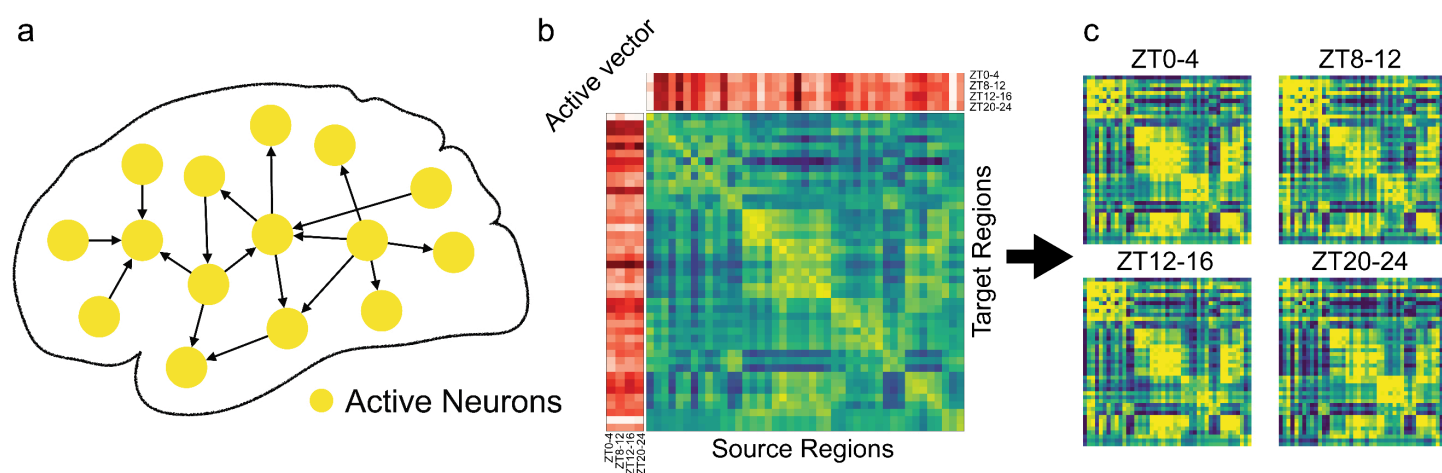 a
Active Neurons
b
Active vector
ZT0-4
ZT8-12
ZT12-16
ZT20-24
ZT0-4
ZT8-12
ZT12-16
ZT20-24
Source Regions
Target Regions
c
ZT0-4
ZT8-12
ZT12-16
ZT20-24